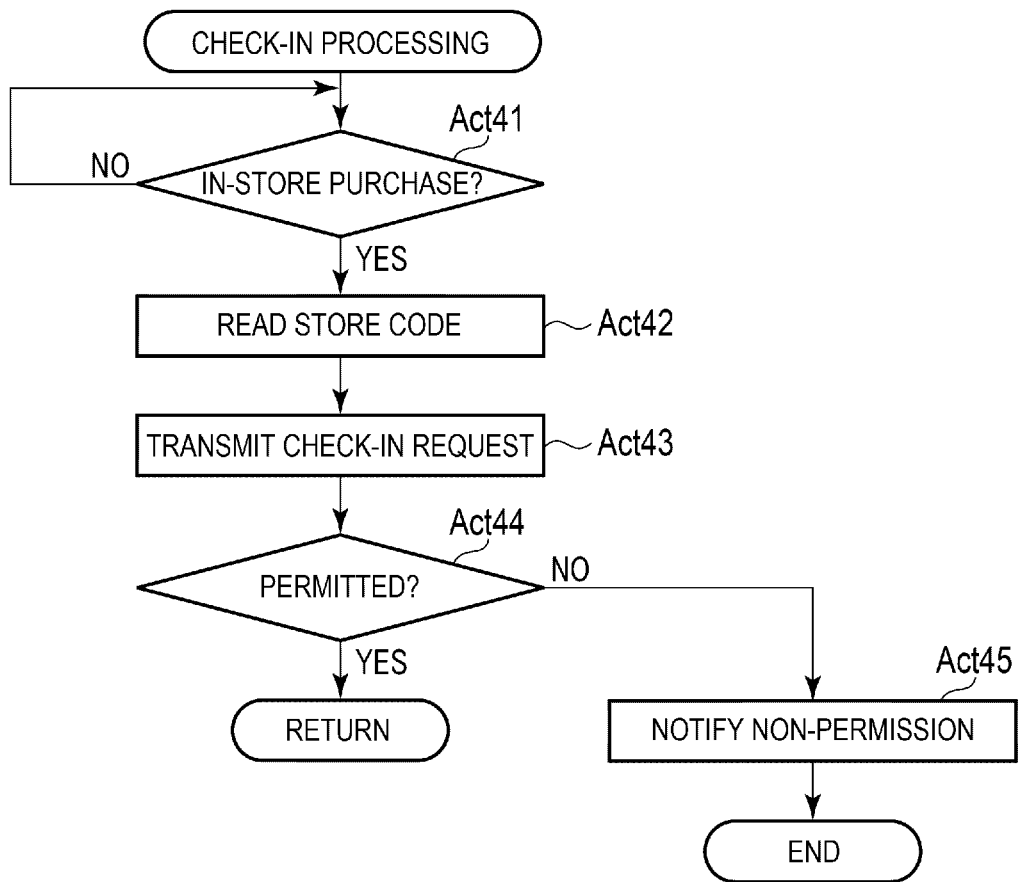 CHECK-IN PROCESSING
Act41
NO
IN-STORE PURCHASE?
YES
READ STORE CODE
Act42
TRANSMIT CHECK-IN REQUEST
Act43
Act44
PERMITTED?
NO
YES
Act45
RETURN
NOTIFY NON-PERMISSION
END